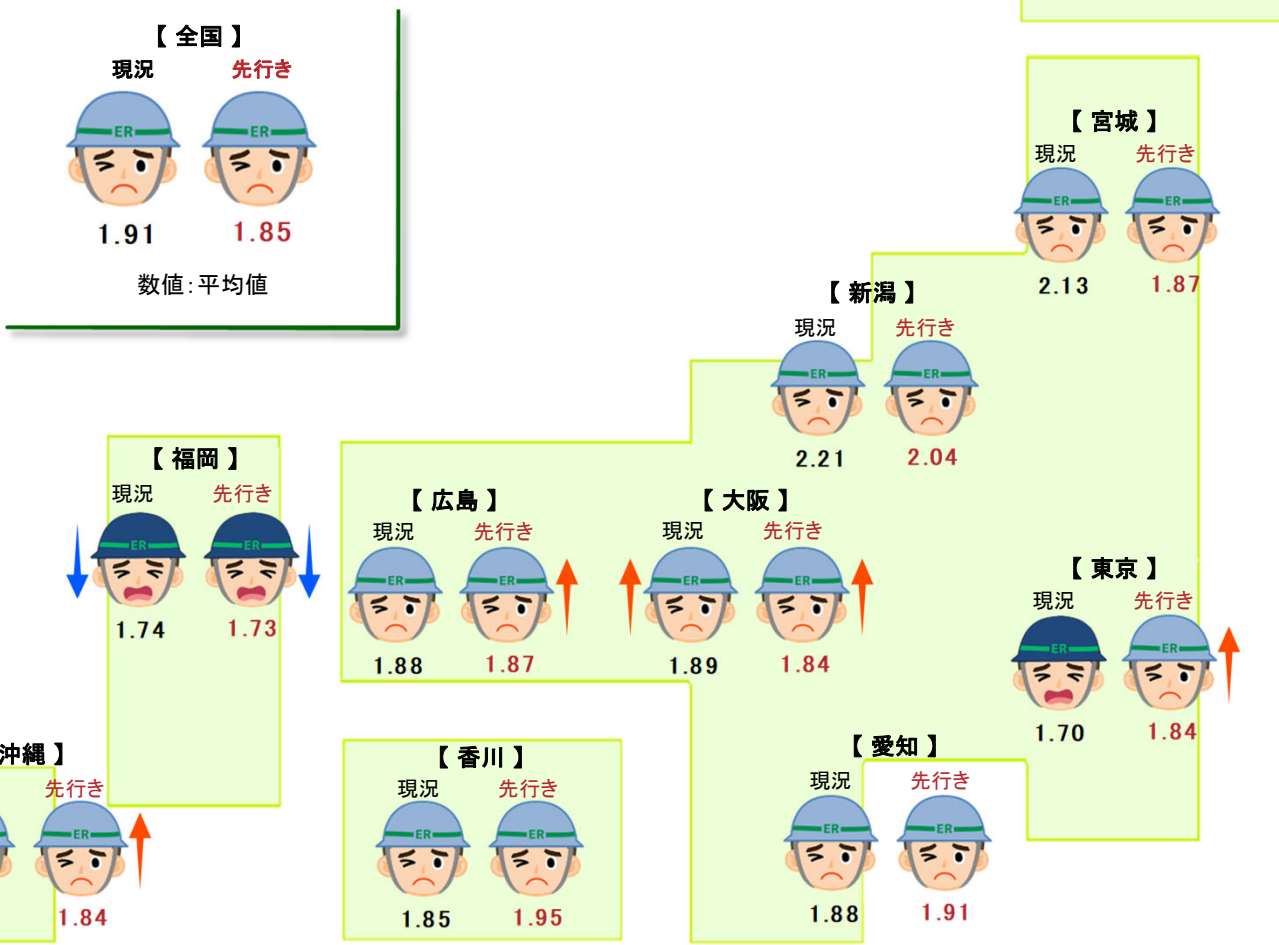 【 全国 】
現況 先行き
ER ER
1.91 1.85
数値：平均値
【 宮城 】
現況 先行き
ER ER
2.13 1.87
【 新潟 】
現況 先行き
ER ER
2.21 2.04
【 福岡 】
現況 先行き
ER ER
1.74 1.73
【 広島 】
現況 先行き
ER ER
1.88 1.87
【 大阪 】
現況 先行き
ER ER
1.89 1.84
【 東京 】
現況 先行き
ER ER
1.70 1.84
沖縄 】
先行き
ER
1.84
【 香川 】
現況 先行き
ER ER
1.85 1.95
【 愛知 】
現況 先行き
ER ER
1.88 1.91